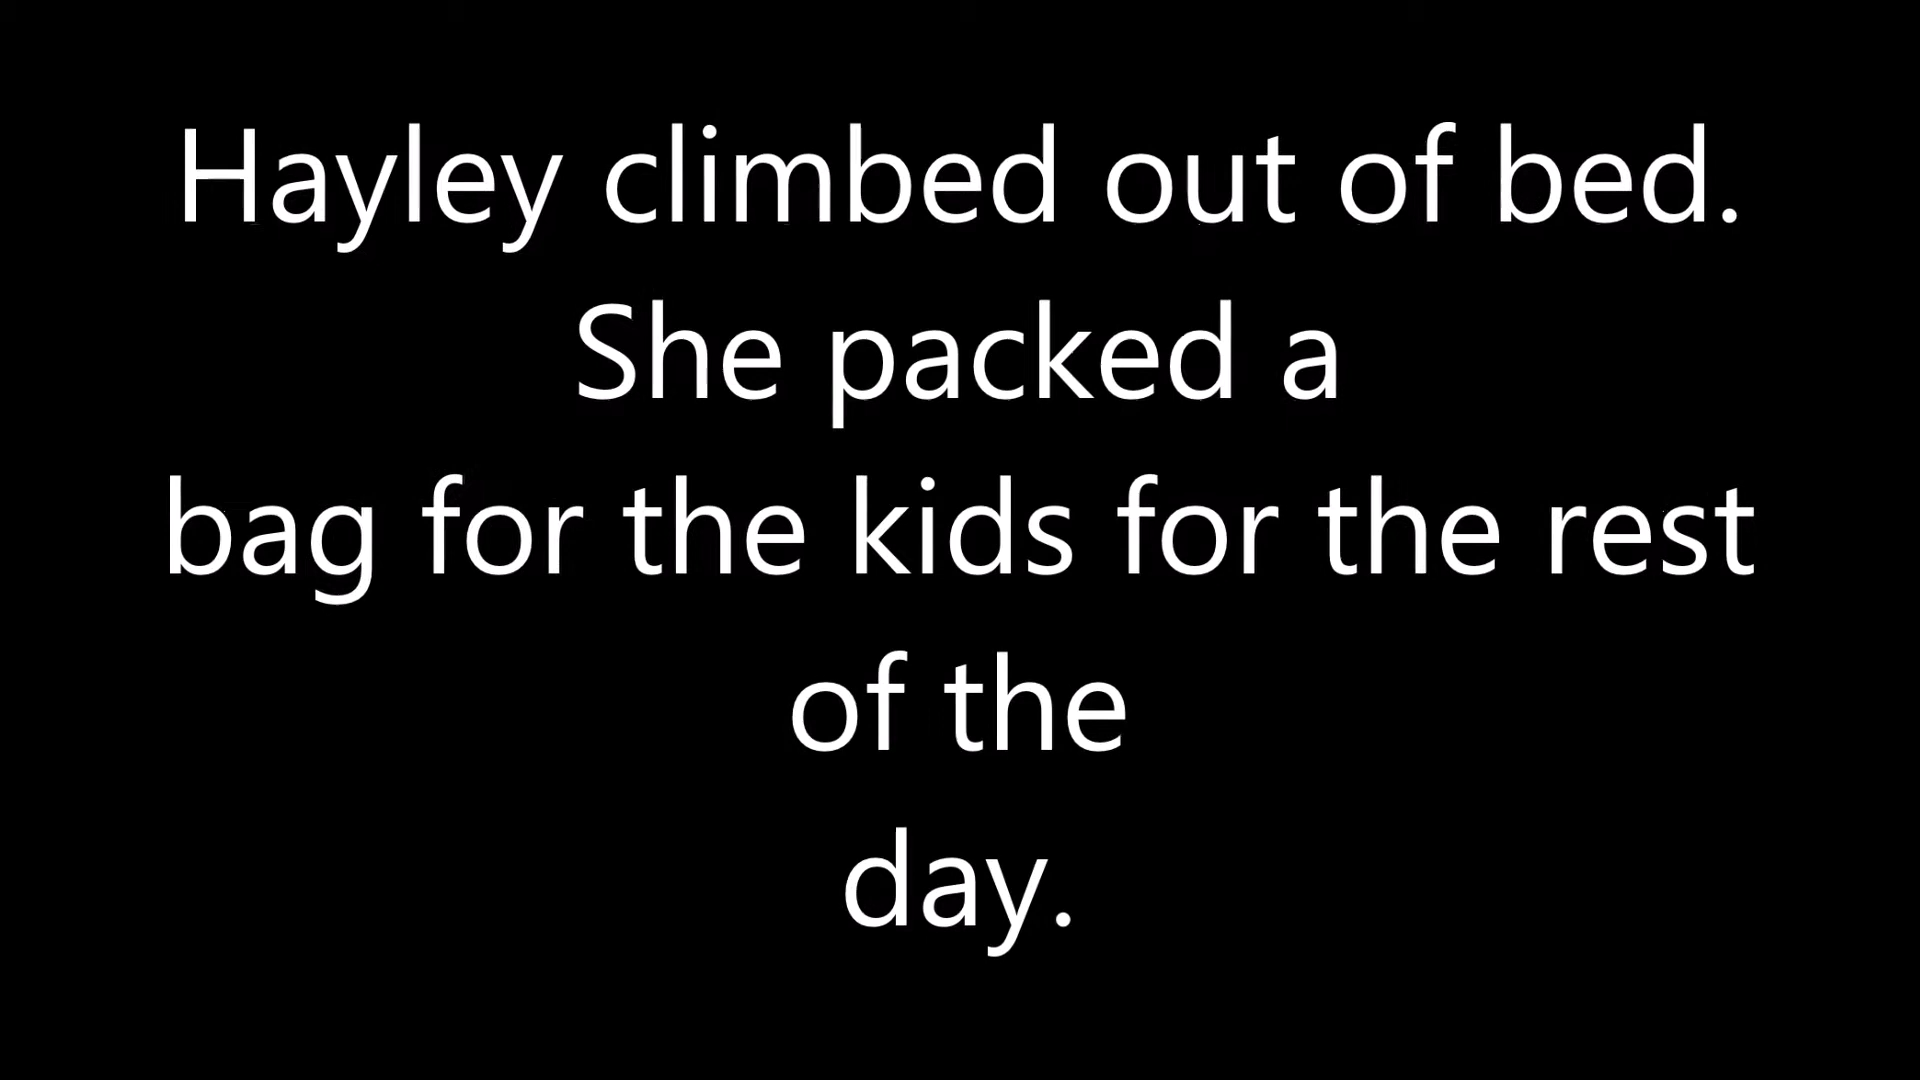 Hayley climbed out of bed.
She packed a
bag for the kids for the rest
of the
day.